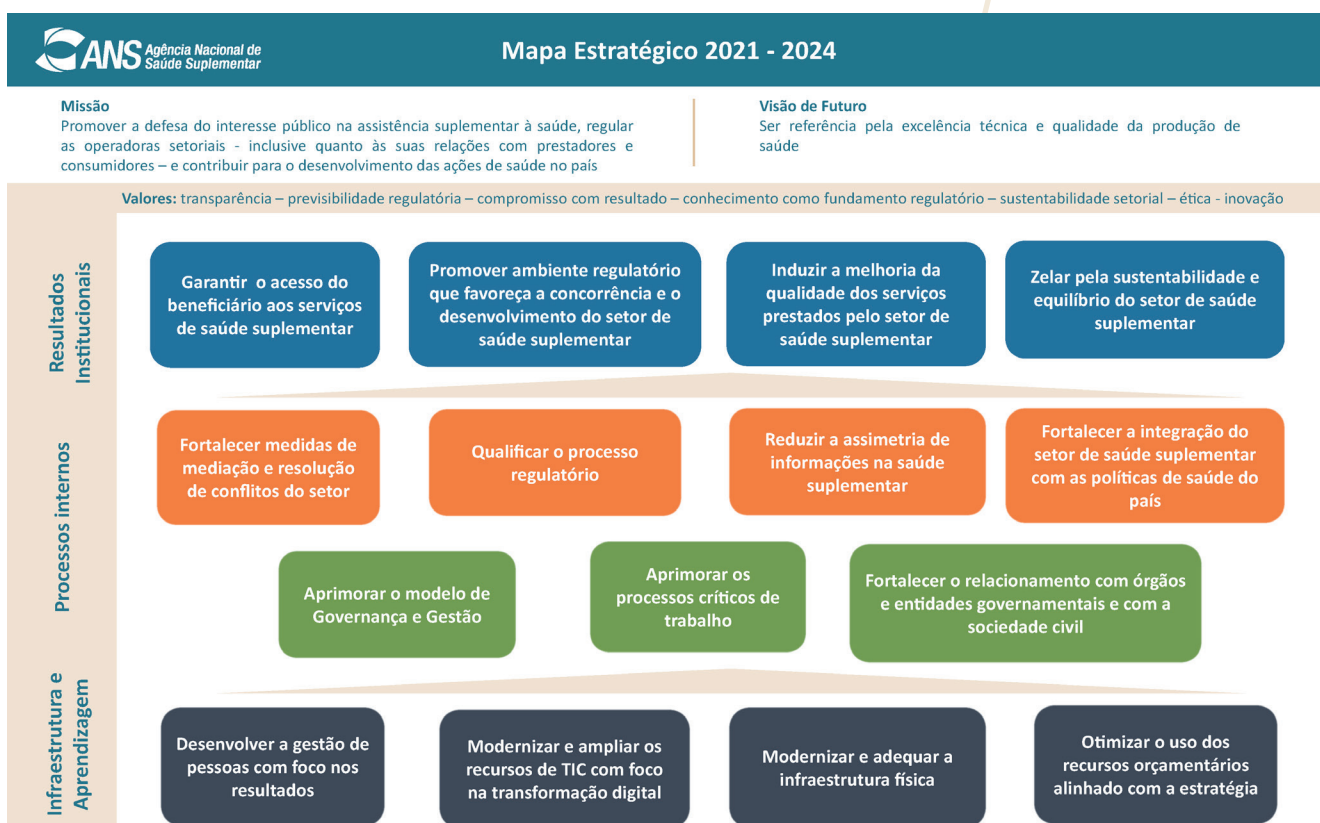 ANS Agência Nacional de
Saúde Suplementar
Mapa Estratégico 2021 - 2024
Missão
Promover a defesa do interesse público na assistência suplementar à saúde, regular
as operadoras setoriais - inclusive quanto às suas relações com prestadores e
consumidores – e contribuir para o desenvolvimento das ações de saúde no país
Visão de Futuro
Ser referência pela excelência técnica e qualidade da produção de
saúde
Valores: transparência – previsibilidade regulatória – compromisso com resultado – conhecimento como fundamento regulatório – sustentabilidade setorial – ética - inovação
Resultados
Institucionais
Garantir o acesso do
beneficiário aos serviços
de saúde suplementar
Promover ambiente regulatório
que favoreça a concorrência e o
desenvolvimento do setor de
saúde suplementar
Induzir a melhoria da
qualidade dos serviços
prestados pelo setor de
saúde suplementar
Zelar pela sustentabilidade e
equilíbrio do setor de saúde
suplementar
Processos internos
Fortalecer medidas de
mediação e resolução
de conflitos do setor
Qualificar o processo
regulatório
Reduzir a assimetria de
informações na saúde
suplementar
Fortalecer a integração do
setor de saúde suplementar
com as políticas de saúde do
país
Aprimorar o modelo de
Governança e Gestão
Aprimorar os
processos críticos de
trabalho
Fortalecer o relacionamento com órgãos
e entidades governamentais e com a
sociedade civil
Infraestrutura e
Aprendizagem
Desenvolver a gestão de
pessoas com foco nos
resultados
Modernizar e ampliar os
recursos de TIC com foco
na transformação digital
Modernizar e adequar a
infraestrutura física
Otimizar o uso dos
recursos orçamentários
alinhado com a estratégia